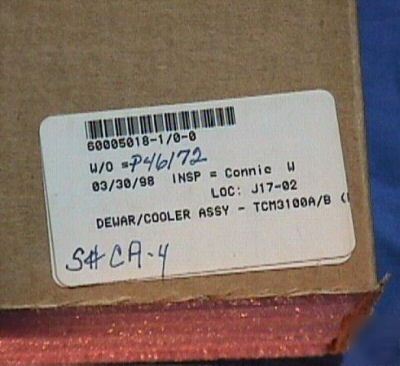 60005018-1/0-0
W/O = P46172
03/30/98 INSP = Connie W
LOC: J17-02
DEWAR/COOLER ASSY - TCM3100A/B (
S# CA-4